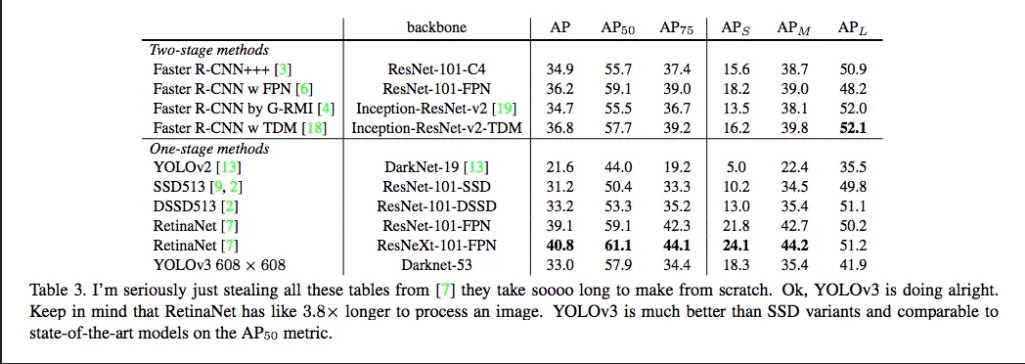 backbone AP AP50 AP75 APS APM APL
Two-stage methods
Faster R-CNN+++ [3] ResNet-101-C4 34.9 55.7 37.4 15.6 38.7 50.9
Faster R-CNN w FPN [6] ResNet-101-FPN 36.2 59.1 39.0 18.2 39.0 48.2
Faster R-CNN by G-RMI [4] Inception-ResNet-v2 [19] 34.7 55.5 36.7 13.5 38.1 52.0
Faster R-CNN w TDM [18] Inception-ResNet-v2-TDM 36.8 57.7 39.2 16.2 39.8 52.1
One-stage methods
YOLOv2 [13] DarkNet-19 [13] 21.6 44.0 19.2 5.0 22.4 35.5
SSD513 [9, 2] ResNet-101-SSD 31.2 50.4 33.3 10.2 34.5 49.8
DSSD513 [2] ResNet-101-DSSD 33.2 53.3 35.2 13.0 35.4 51.1
RetinaNet [7] ResNet-101-FPN 39.1 59.1 42.3 21.8 42.7 50.2
RetinaNet [7] ResNeXt-101-FPN 40.8 61.1 44.1 24.1 44.2 51.2
YOLOv3 608 × 608 Darknet-53 33.0 57.9 34.4 18.3 35.4 41.9
Table 3. I'm seriously just stealing all these tables from [7] they take soooo long to make from scratch. Ok, YOLOv3 is doing alright.
Keep in mind that RetinaNet has like 3.8× longer to process an image. YOLOv3 is much better than SSD variants and comparable to
state-of-the-art models on the AP50 metric.